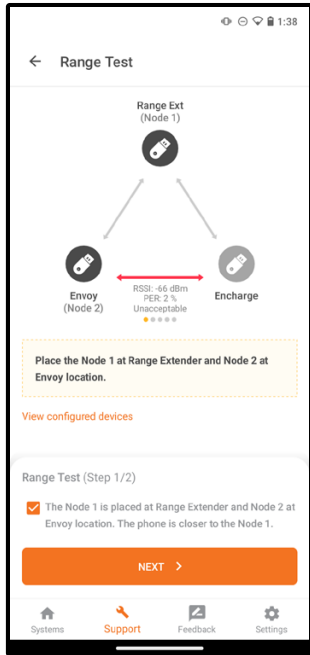 1:38
Range Test
Range Ext
(Node 1)
RSSI: -66 dBm
PER: 2 %
Unacceptable
Envoy
(Node 2)
Encharge
Place the Node 1 at Range Extender and Node 2 at
Envoy location.
View configured devices
Range Test (Step 1/2)
The Node 1 is placed at Range Extender and Node 2 at
Envoy location. The phone is closer to the Node 1.
NEXT
Systems
Support
Feedback
Settings